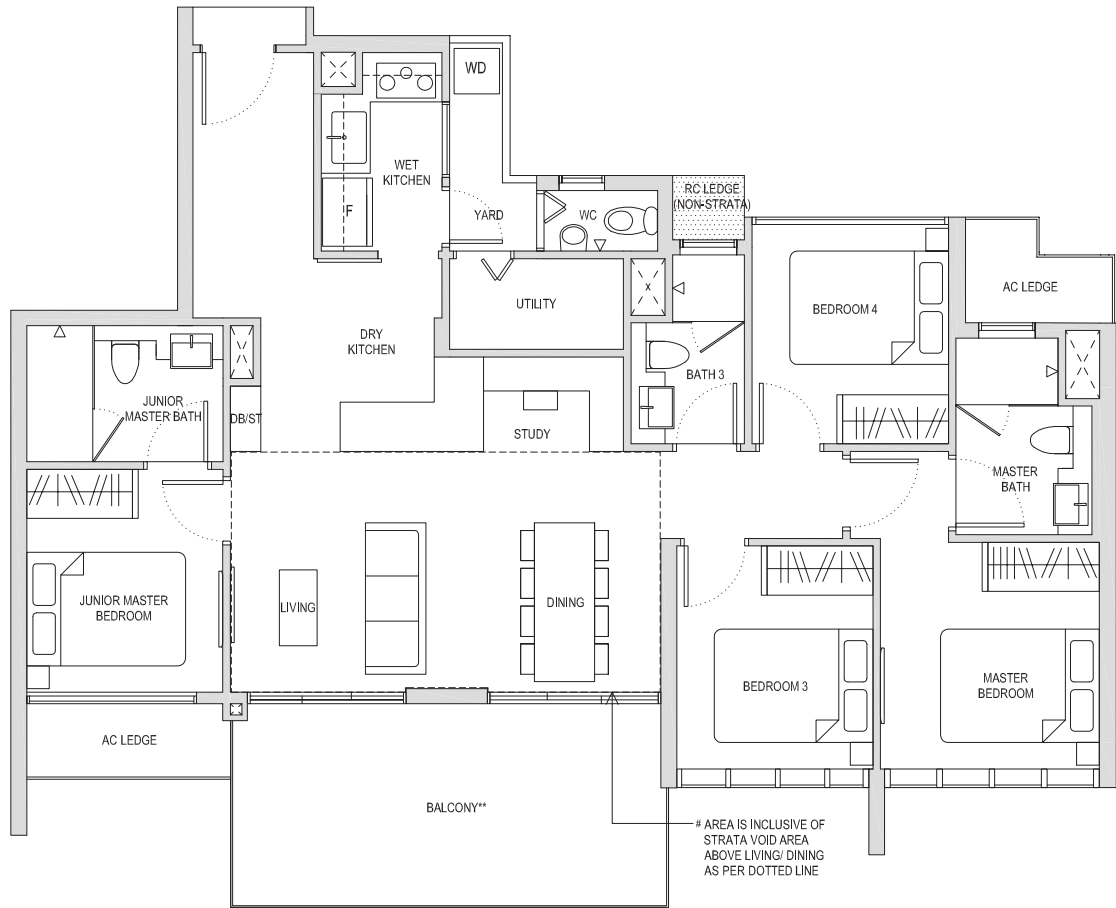 WD
WET
KITCHEN
F
YARD
WC
RC LEDGE
(NON-STRATA)
UTILITY
BEDROOM 4
AC LEDGE
DRY
KITCHEN
BATH 3
JUNIOR
MASTER BATH
DB/ST
STUDY
MASTER
BATH
LIVING
DINING
JUNIOR MASTER
BEDROOM
BEDROOM 3
MASTER
BEDROOM
AC LEDGE
BALCONY**
# AREA IS INCLUSIVE OF
STRATA VOID AREA
ABOVE LIVING/ DINING
AS PER DOTTED LINE